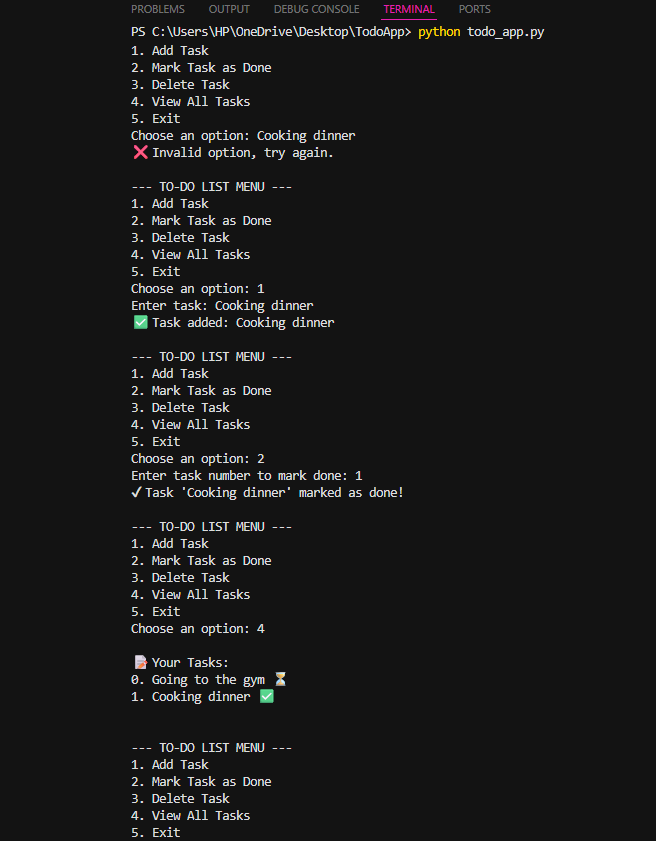 PROBLEMS OUTPUT DEBUG CONSOLE TERMINAL PORTS
PS C:\Users\HP\OneDrive\Desktop\TodoApp> python todo_app.py
1. Add Task
2. Mark Task as Done
3. Delete Task
4. View All Tasks
5. Exit
Choose an option: Cooking dinner
❌ Invalid option, try again.
--- TO-DO LIST MENU ---
1. Add Task
2. Mark Task as Done
3. Delete Task
4. View All Tasks
5. Exit
Choose an option: 1
Enter task: Cooking dinner
✅ Task added: Cooking dinner
--- TO-DO LIST MENU ---
1. Add Task
2. Mark Task as Done
3. Delete Task
4. View All Tasks
5. Exit
Choose an option: 2
Enter task number to mark done: 1
✔ Task 'Cooking dinner' marked as done!
--- TO-DO LIST MENU ---
1. Add Task
2. Mark Task as Done
3. Delete Task
4. View All Tasks
5. Exit
Choose an option: 4
📝 Your Tasks:
0. Going to the gym ⏳
1. Cooking dinner ✅
--- TO-DO LIST MENU ---
1. Add Task
2. Mark Task as Done
3. Delete Task
4. View All Tasks
5. Exit